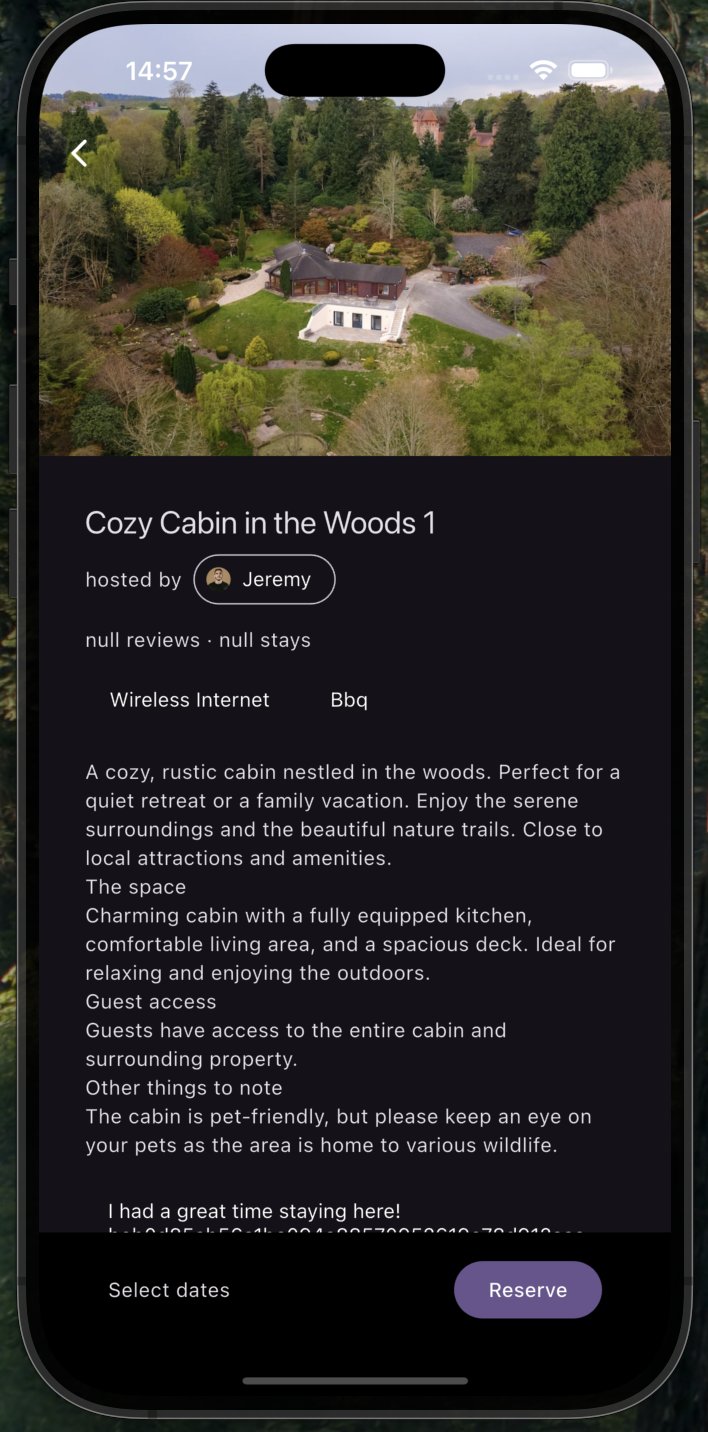 14:57
Cozy Cabin in the Woods 1
hosted by Jeremy
null reviews · null stays
Wireless Internet Bbq
A cozy, rustic cabin nestled in the woods. Perfect for a
quiet retreat or a family vacation. Enjoy the serene
surroundings and the beautiful nature trails. Close to
local attractions and amenities.
The space
Charming cabin with a fully equipped kitchen,
comfortable living area, and a spacious deck. Ideal for
relaxing and enjoying the outdoors.
Guest access
Guests have access to the entire cabin and
surrounding property.
Other things to note
The cabin is pet-friendly, but please keep an eye on
your pets as the area is home to various wildlife.
I had a great time staying here!
Select dates Reserve